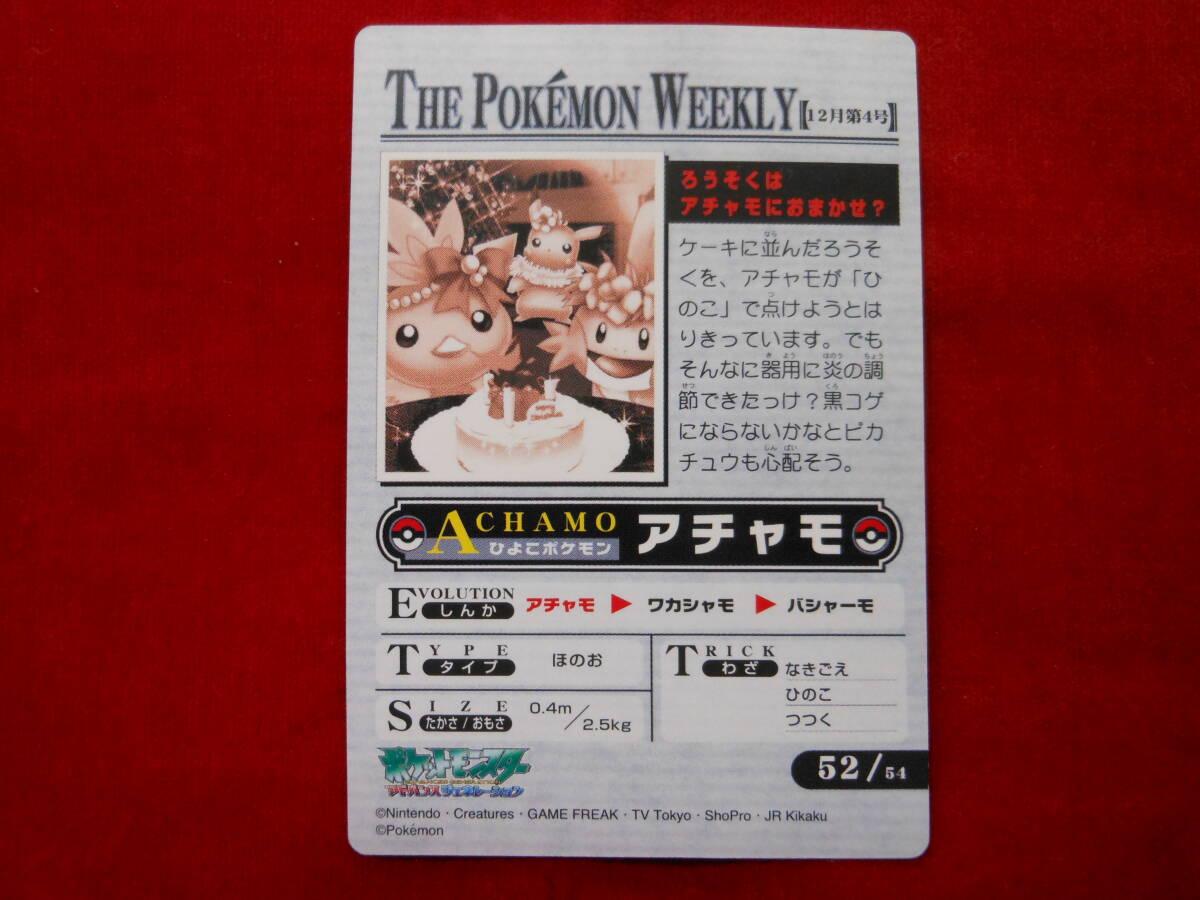 THE POKÉMON WEEKLY【12月第4号】
ろうそくは
アチャモにおまかせ？
ケーキに並んだろうそ
くを、アチャモが「ひ
のこ」で点けようとは
りきっています。でも
そんなに器用に炎の調
節できたっけ？黒コゲ
にならないかなとピカ
チュウも心配そう。
ACHAMO
ひよこポケモン
アチャモ
EVOLUTION
しんか
アチャモ ▶ ワカシャモ ▶ バシャーモ
TYPE
タイプ
ほのお
SIZE
たかさ/おもさ
0.4m/2.5kg
TRICK
わざ
なきごえ
ひのこ
つつく
ポケットモンスター
アドバンスジェネレーション
52/54
©Nintendo・Creatures・GAME FREAK・TV Tokyo・ShoPro・JR Kikaku
©Pokémon